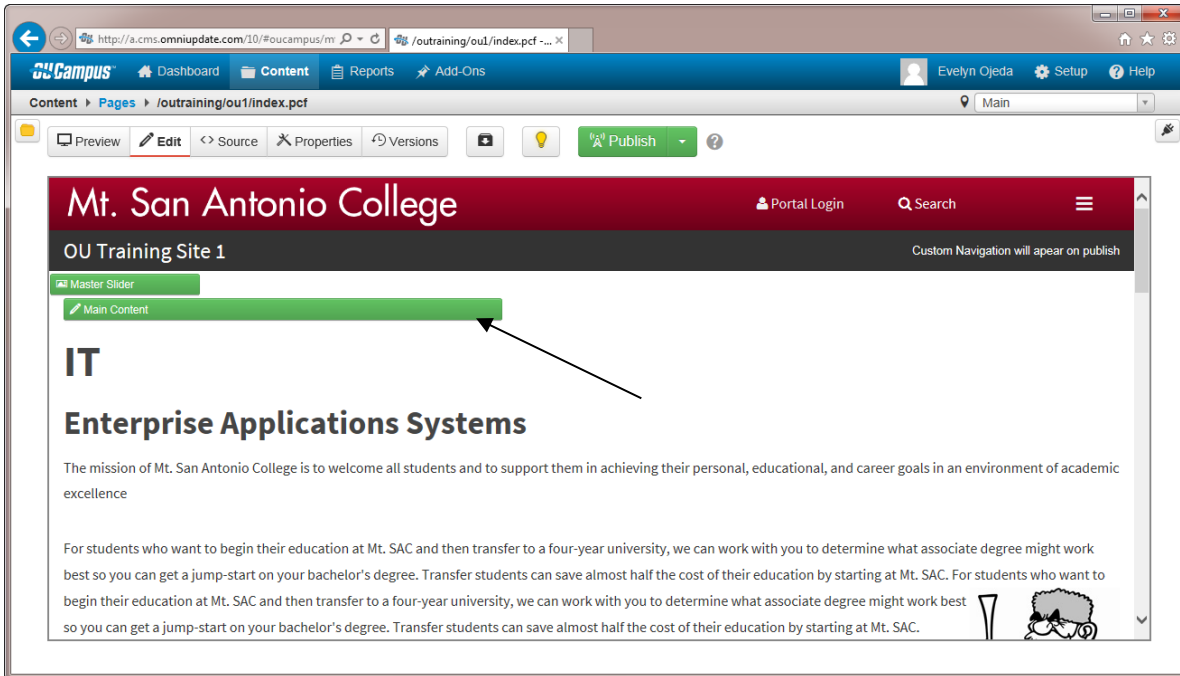 http://a.cms.omniupdate.com/10/#oucampus/m
/outraining/ou1/index.pcf -...
OU Campus Dashboard Content Reports Add-Ons Evelyn Ojeda Setup Help
Content Pages /outraining/ou1/index.pcf Main
Preview Edit Source Properties Versions Publish
Mt. San Antonio College Portal Login Search
OU Training Site 1 Custom Navigation will apear on publish
Master Slider
Main Content
IT
Enterprise Applications Systems
The mission of Mt. San Antonio College is to welcome all students and to support them in achieving their personal, educational, and career goals in an environment of academic
excellence
For students who want to begin their education at Mt. SAC and then transfer to a four-year university, we can work with you to determine what associate degree might work
best so you can get a jump-start on your bachelor's degree. Transfer students can save almost half the cost of their education by starting at Mt. SAC. For students who want to
begin their education at Mt. SAC and then transfer to a four-year university, we can work with you to determine what associate degree might work best
so you can get a jump-start on your bachelor's degree. Transfer students can save almost half the cost of their education by starting at Mt. SAC.